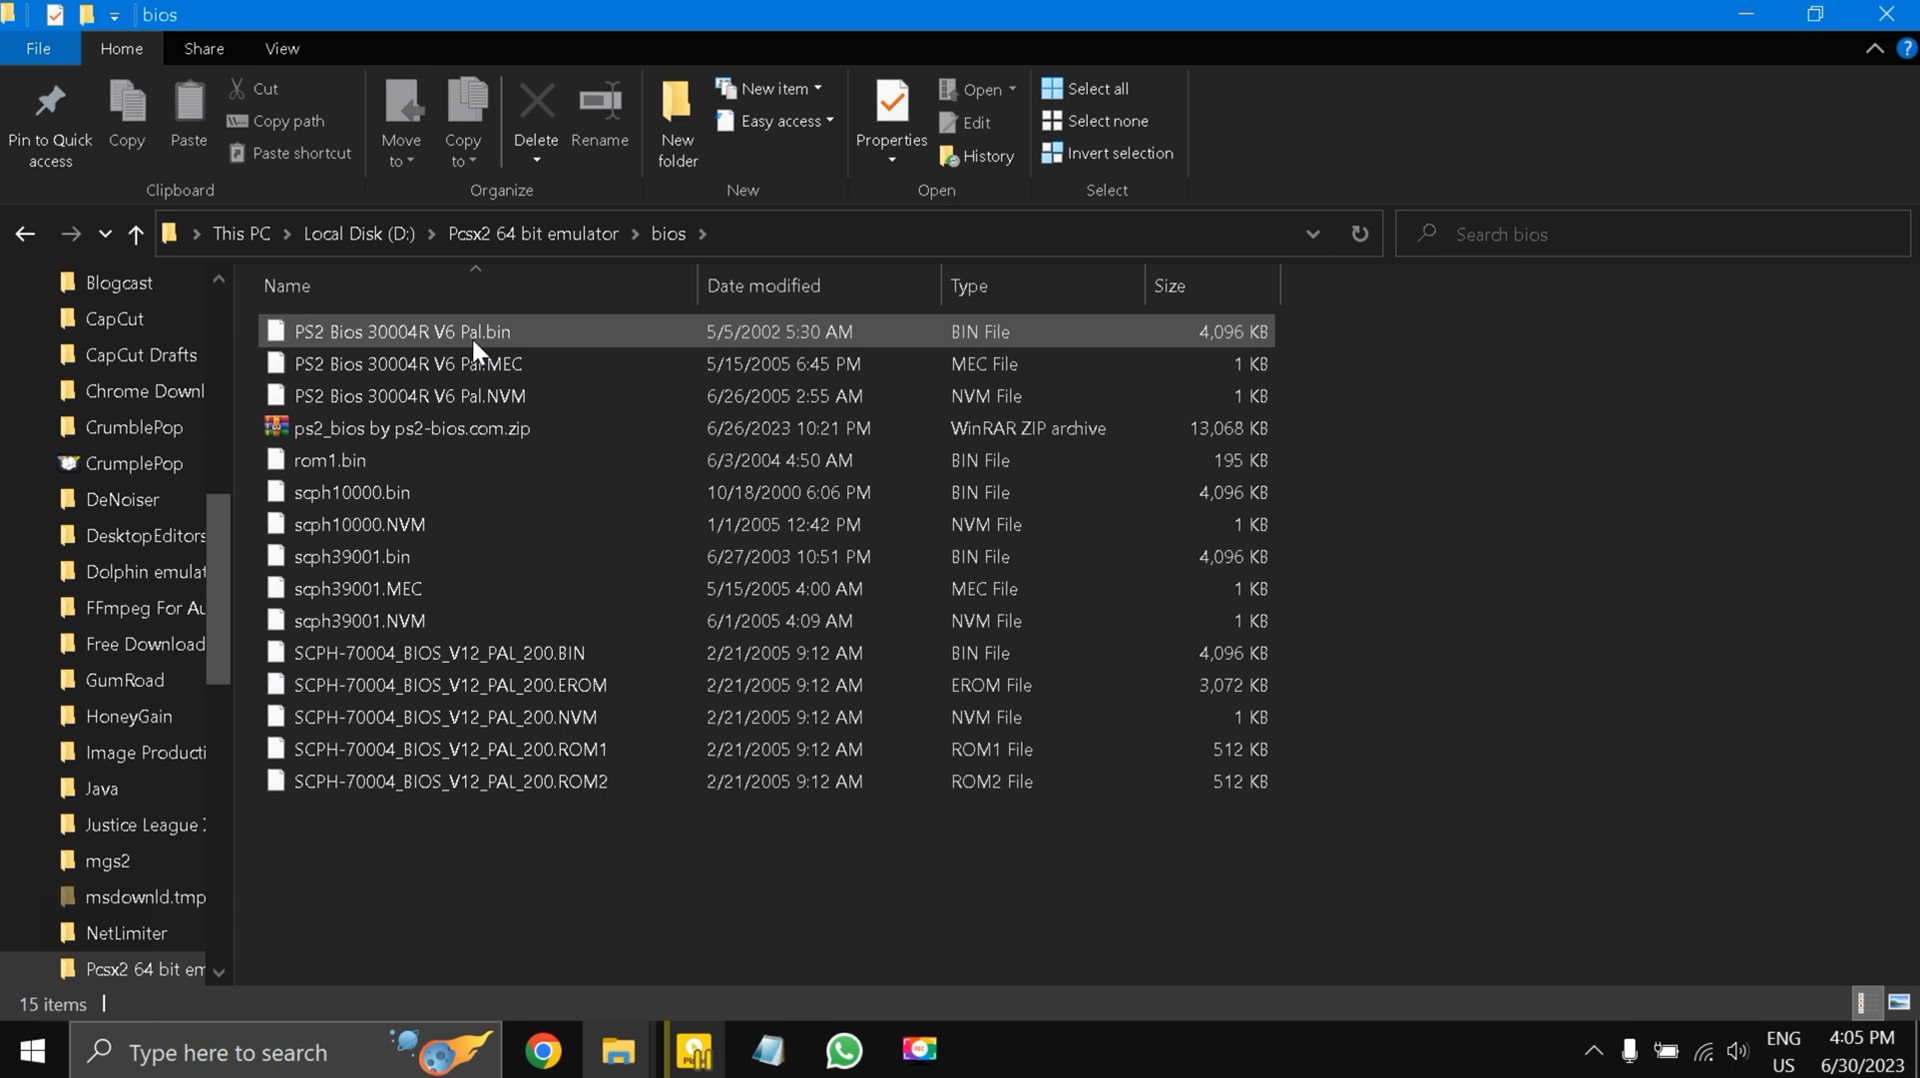 bios
File Home Share View
Pin to Quick access
Copy
Paste
Cut
Copy path
Paste shortcut
Clipboard
Move to
Copy to
Delete
Rename
Organize
New folder
New item
Easy access
New
Properties
Open
Edit
History
Open
Select all
Select none
Invert selection
Select
This PC > Local Disk (D:) > Pcsx2 64 bit emulator > bios >
Search bios
Blogcast
CapCut
CapCut Drafts
Chrome Downl
CrumblePop
CrumplePop
DeNoiser
DesktopEditors
Dolphin emulat
FFmpeg For Au
Free Download
GumRoad
HoneyGain
Image Producti
Java
Justice League
mgs2
msdownld.tmp
NetLimiter
Pcsx2 64 bit em
Name Date modified Type Size
PS2 Bios 30004R V6 Pal.bin 5/5/2002 5:30 AM BIN File 4,096 KB
PS2 Bios 30004R V6 Pal.MEC 5/15/2005 6:45 PM MEC File 1 KB
PS2 Bios 30004R V6 Pal.NVM 6/26/2005 2:55 AM NVM File 1 KB
ps2_bios by ps2-bios.com.zip 6/26/2023 10:21 PM WinRAR ZIP archive 13,068 KB
rom1.bin 6/3/2004 4:50 AM BIN File 195 KB
scph10000.bin 10/18/2000 6:06 PM BIN File 4,096 KB
scph10000.NVM 1/1/2005 12:42 PM NVM File 1 KB
scph39001.bin 6/27/2003 10:51 PM BIN File 4,096 KB
scph39001.MEC 5/15/2005 4:00 AM MEC File 1 KB
scph39001.NVM 6/1/2005 4:09 AM NVM File 1 KB
SCPH-70004_BIOS_V12_PAL_200.BIN 2/21/2005 9:12 AM BIN File 4,096 KB
SCPH-70004_BIOS_V12_PAL_200.EROM 2/21/2005 9:12 AM EROM File 3,072 KB
SCPH-70004_BIOS_V12_PAL_200.NVM 2/21/2005 9:12 AM NVM File 1 KB
SCPH-70004_BIOS_V12_PAL_200.ROM1 2/21/2005 9:12 AM ROM1 File 512 KB
SCPH-70004_BIOS_V12_PAL_200.ROM2 2/21/2005 9:12 AM ROM2 File 512 KB
15 items
Type here to search
ENG
US
4:05 PM
6/30/2023